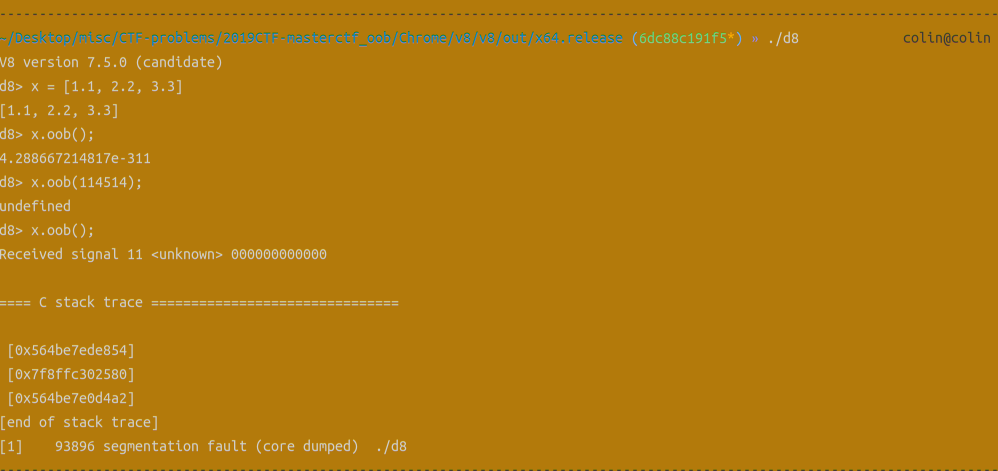 ~/Desktop/misc/CTF-problems/2019CTF-masterctf_oob/Chrome/v8/v8/out/x64.release (6dc88c191f5*) » ./d8 colin@colin
V8 version 7.5.0 (candidate)
d8> x = [1.1, 2.2, 3.3]
[1.1, 2.2, 3.3]
d8> x.oob();
4.288667214817e-311
d8> x.oob(114514);
undefined
d8> x.oob();
Received signal 11 <unknown> 000000000000
==== C stack trace ===============================
[0x564be7ede854]
[0x7f8ffc302580]
[0x564be7e0d4a2]
[end of stack trace]
[1]    93896 segmentation fault (core dumped)  ./d8